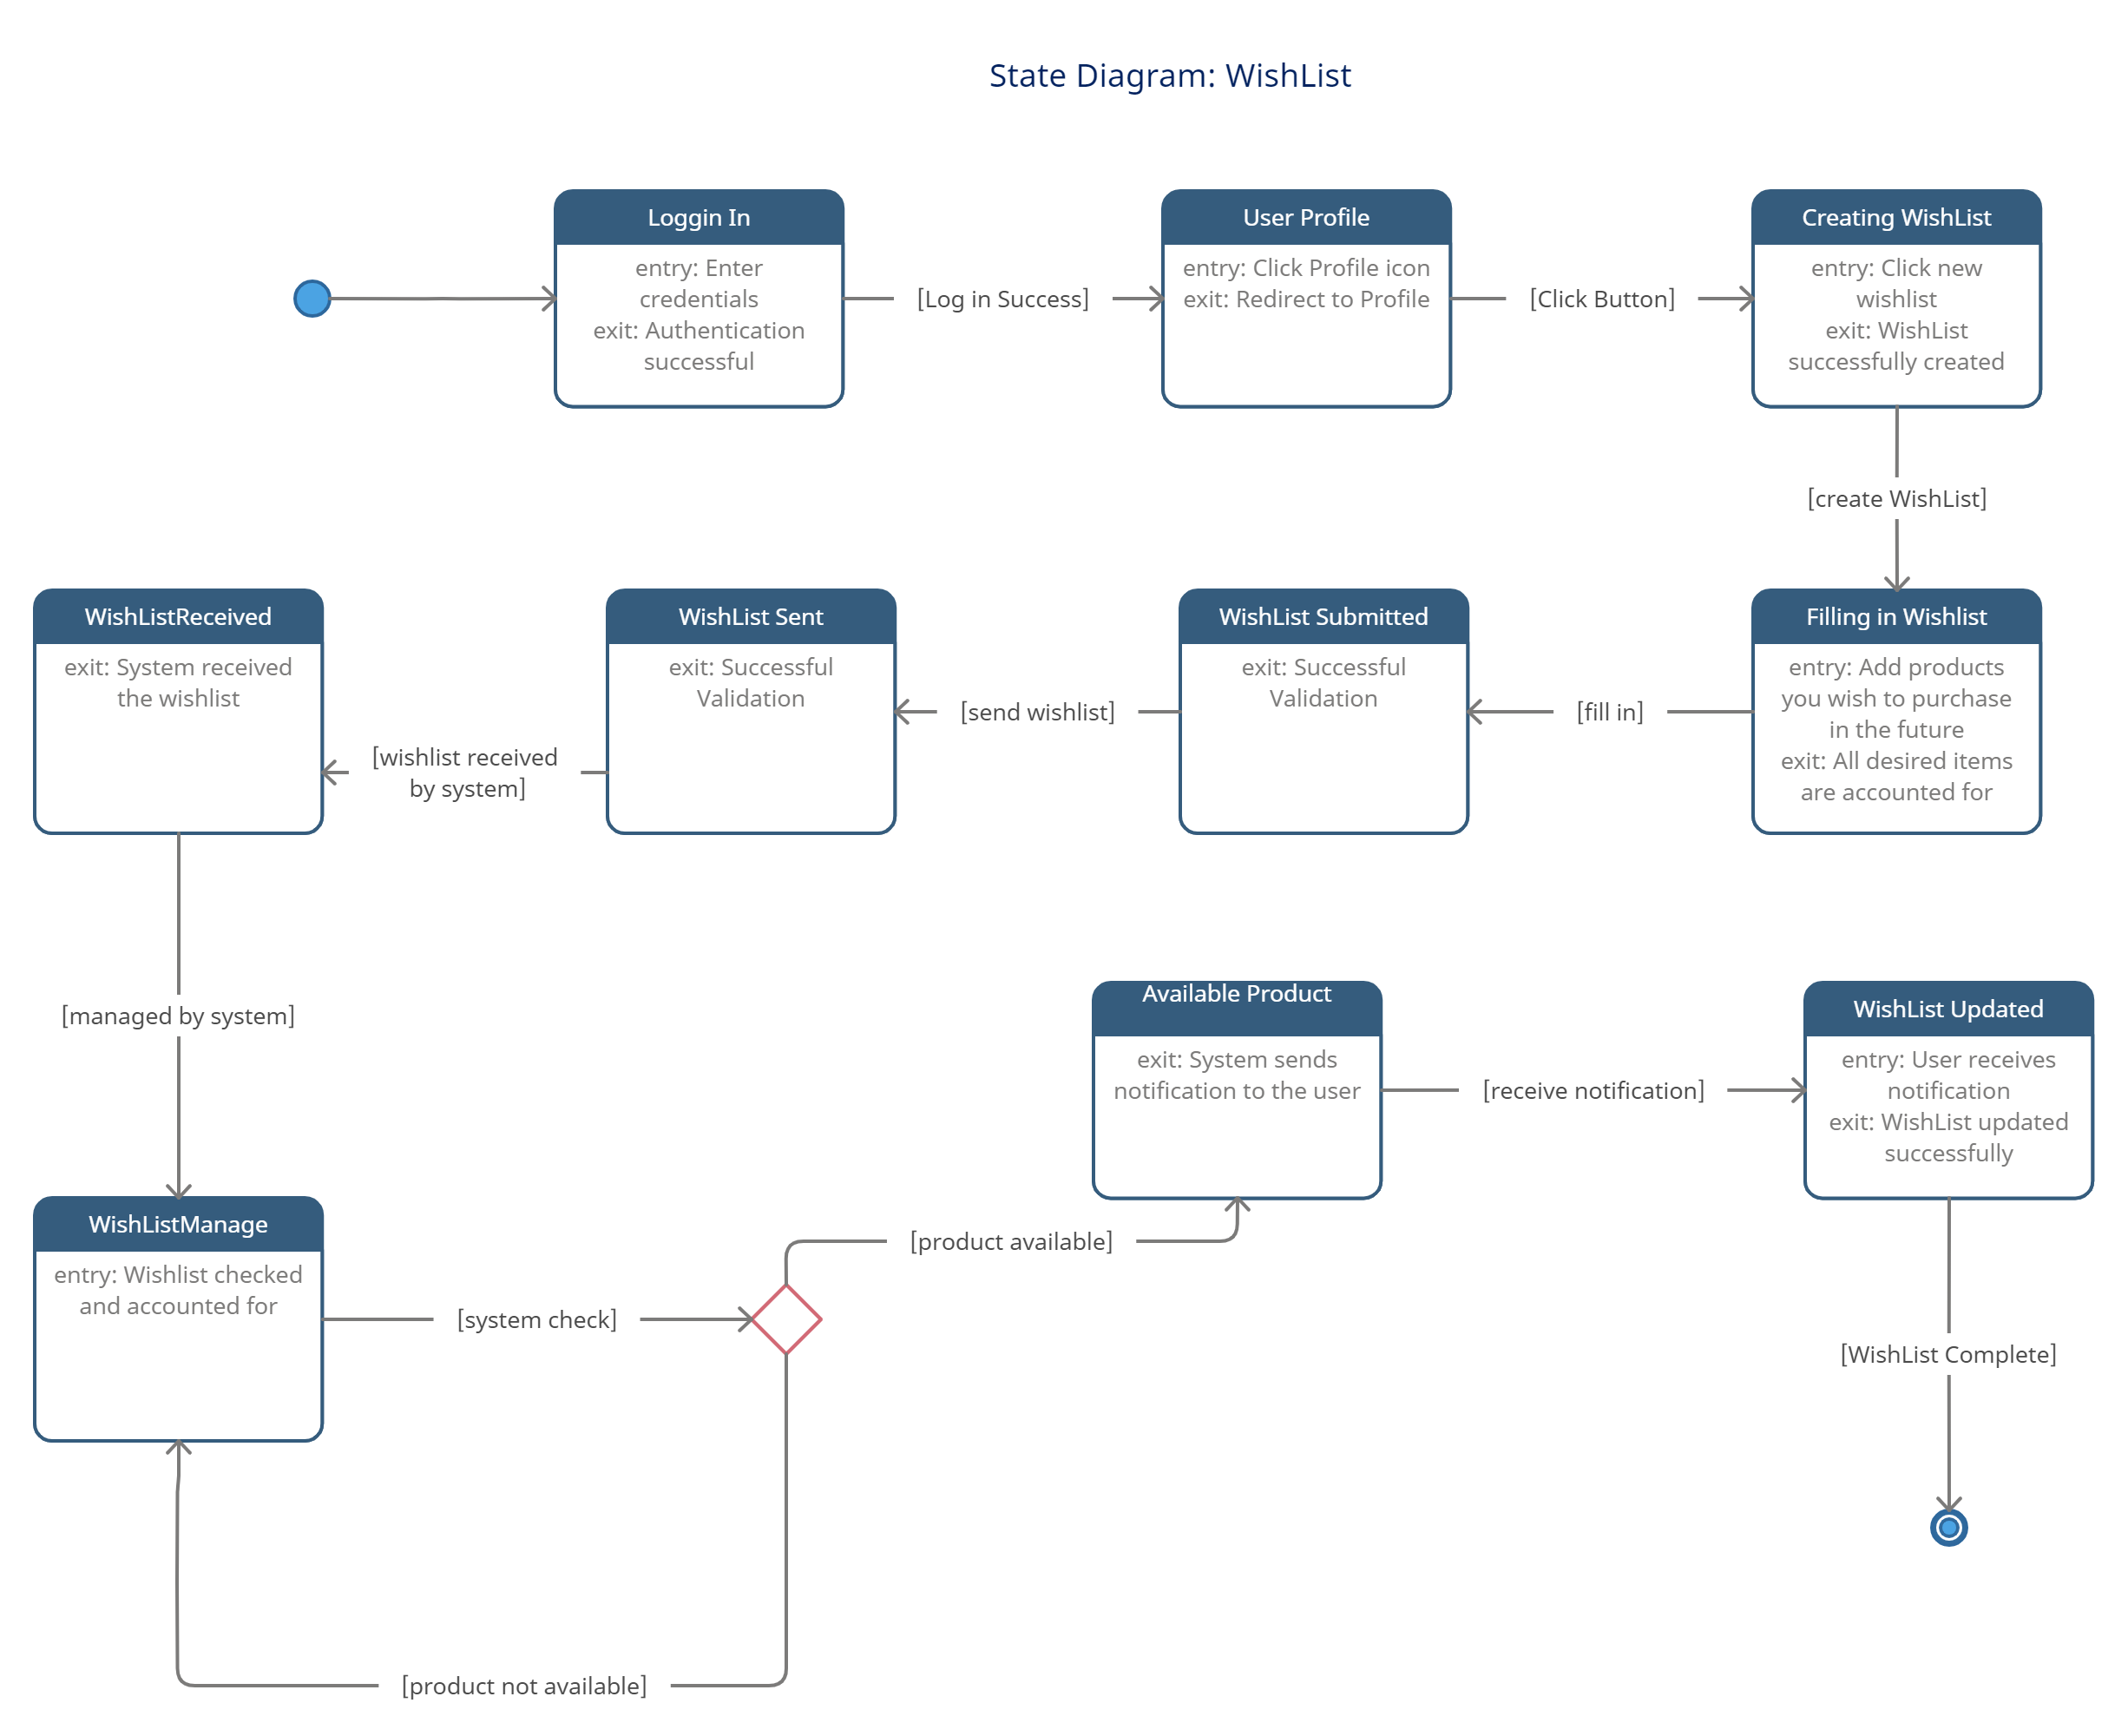 State Diagram: WishList
Loggin In
entry: Enter
credentials
exit: Authentication
successful
[Log in Success]
User Profile
entry: Click Profile icon
exit: Redirect to Profile
[Click Button]
Creating WishList
entry: Click new
wishlist
exit: WishList
successfully created
[create WishList]
Filling in Wishlist
entry: Add products
you wish to purchase
in the future
exit: All desired items
are accounted for
[fill in]
WishList Submitted
exit: Successful
Validation
[send wishlist]
WishList Sent
exit: Successful
Validation
[wishlist received
by system]
WishListReceived
exit: System received
the wishlist
[managed by system]
WishListManage
entry: Wishlist checked
and accounted for
[system check]
[product available]
[product not available]
Available Product
exit: System sends
notification to the user
[receive notification]
WishList Updated
entry: User receives
notification
exit: WishList updated
successfully
[WishList Complete]